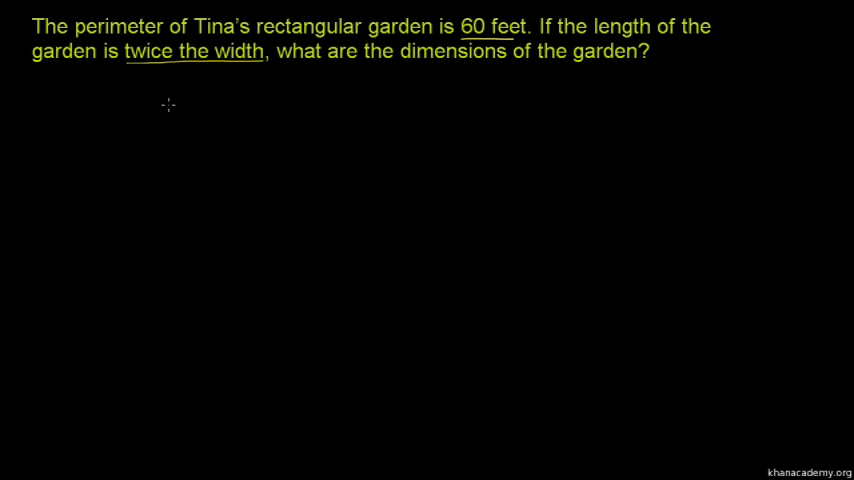 The perimeter of Tina’s rectangular garden is 60 feet. If the length of the
garden is twice the width, what are the dimensions of the garden?
khanacademy.org